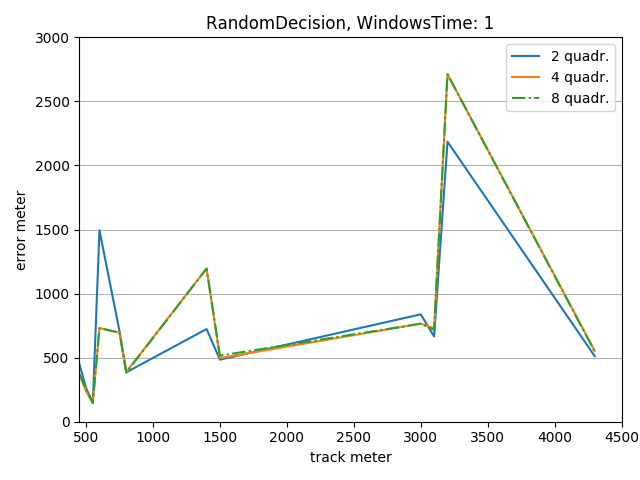 RandomDecision, WindowsTime: 1
3000
2500
2000
1500
1000
500
0
error meter
2 quadr.
4 quadr.
8 quadr.
500 1000 1500 2000 2500 3000 3500 4000 4500
track meter